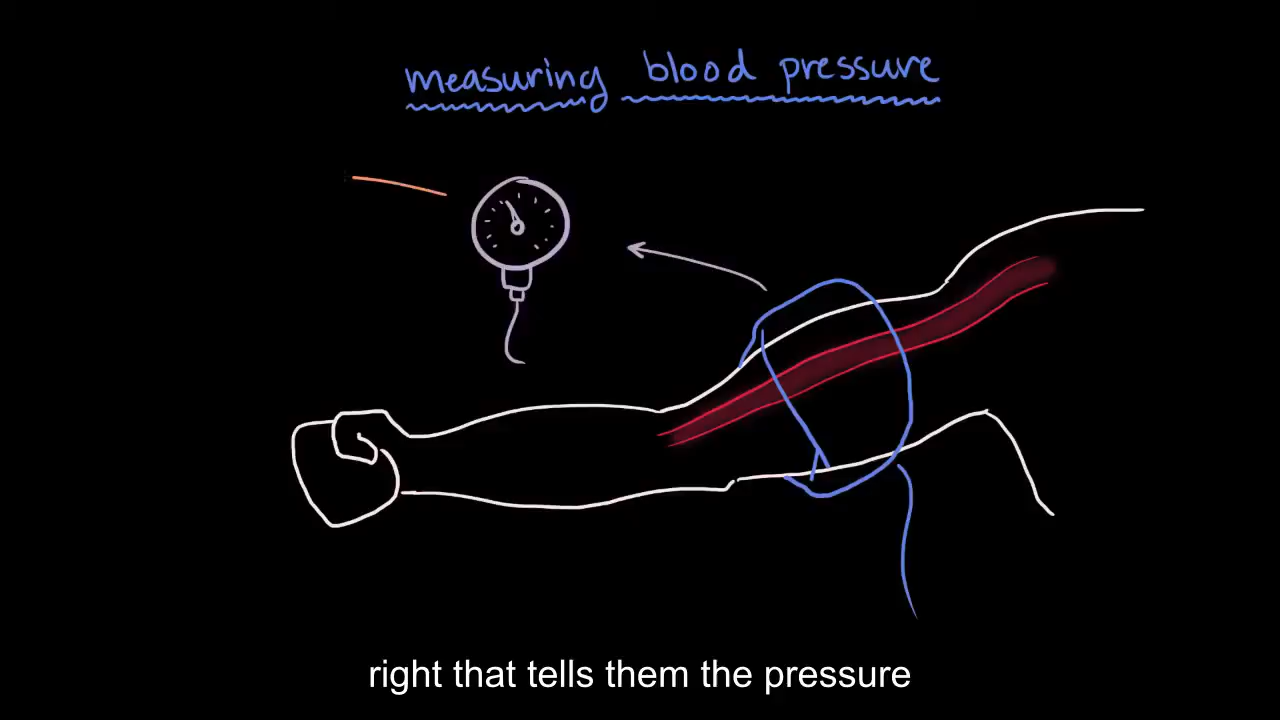 measuring blood pressure
right that tells them the pressure